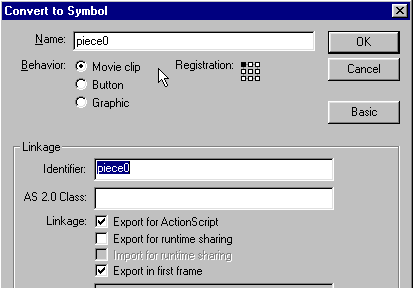 Convert to Symbol
Name: piece0 OK
Behavior: Movie clip Registration: Cancel
Button
Graphic Basic
Linkage
Identifier: piece0
AS 2.0 Class:
Linkage: Export for ActionScript
Export for runtime sharing
Import for runtime sharing
Export in first frame